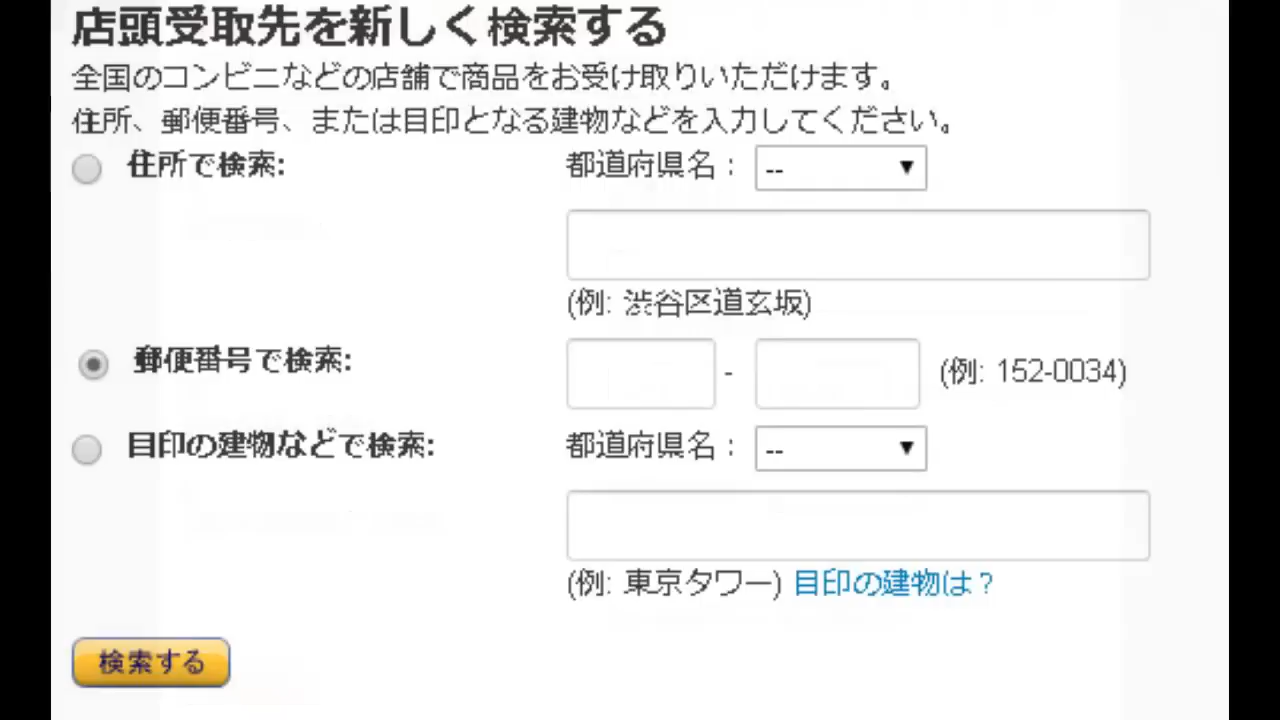 店頭受取先を新しく検索する
全国のコンビニなどの店舗で商品をお受け取りいただけます。
住所、郵便番号、または目印となる建物などを入力してください。
住所で検索: 都道府県名： --
(例: 渋谷区道玄坂)
郵便番号で検索: - (例: 152-0034)
目印の建物などで検索: 都道府県名： --
(例: 東京タワー) 目印の建物は？
検索する